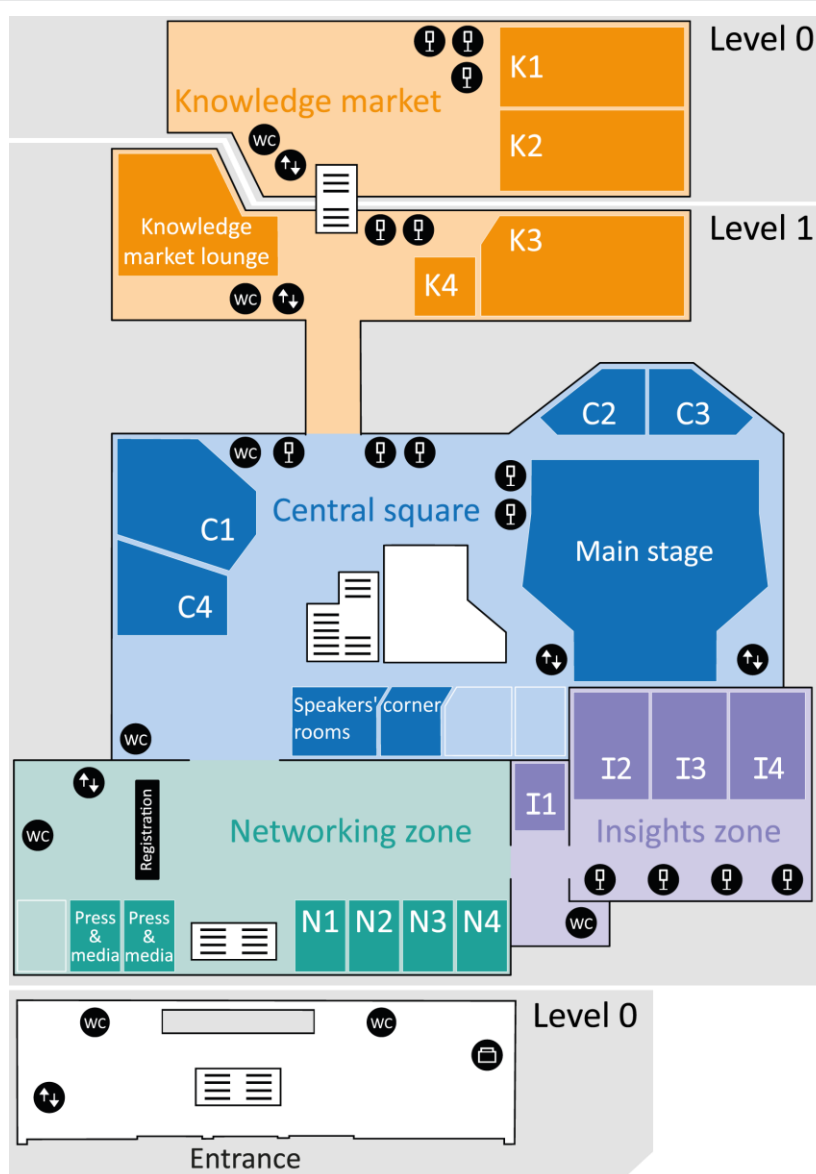 Level 0
K1
Knowledge market
K2
WC
Level 1
Knowledge
market lounge
K3
K4
WC
C2
C3
WC
C1
Central square
Main stage
C4
Speakers' corner
rooms
WC
I2
I3
I4
I1
Registration
WC
Networking zone
Insights zone
Press
&
media
Press
&
media
N1
N2
N3
N4
WC
Level 0
WC
WC
Entrance